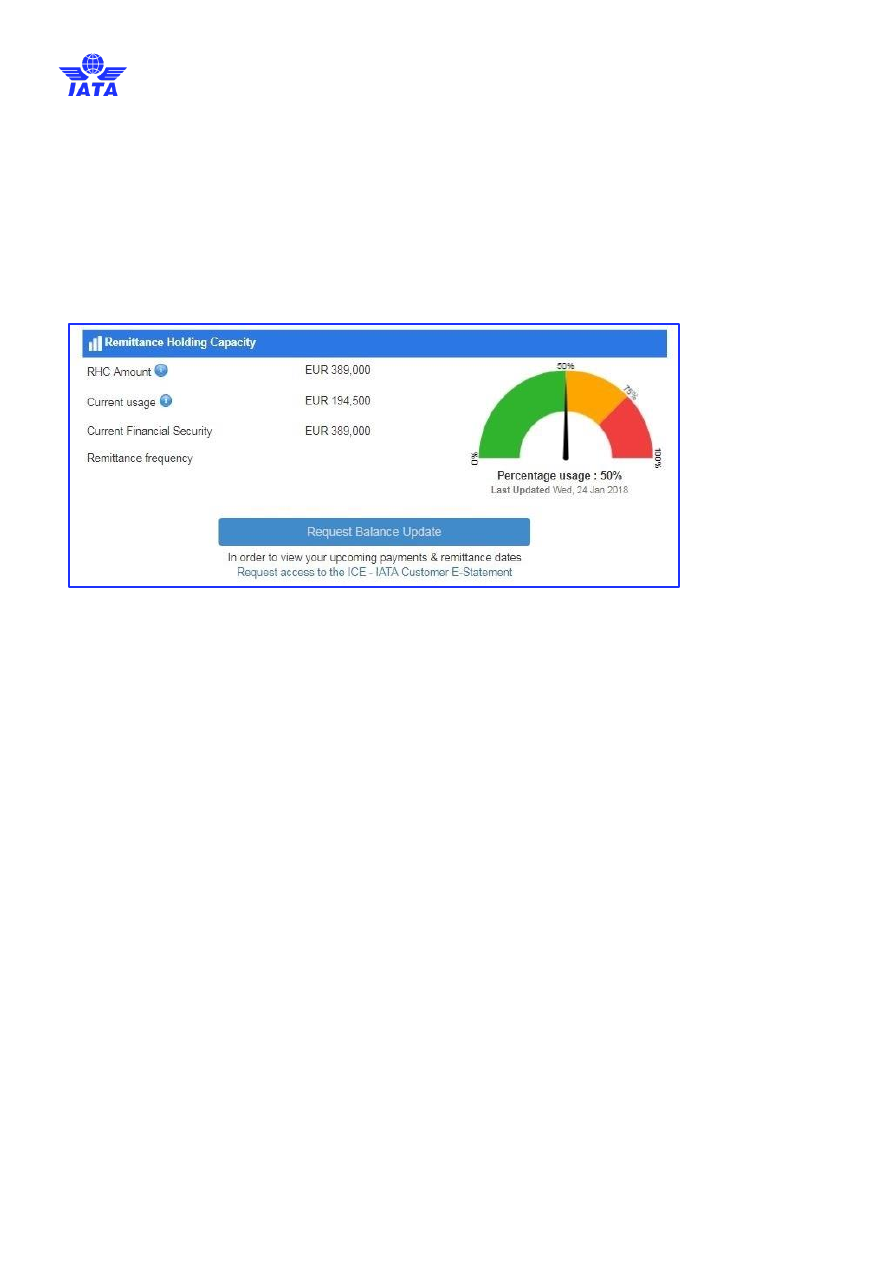 IATA
Remittance Holding Capacity
RHC Amount EUR 389,000
Current usage EUR 194,500
Current Financial Security EUR 389,000
Remittance frequency
0%
50%
75%
100%
Percentage usage : 50%
Last Updated Wed, 24 Jan 2018
Request Balance Update
In order to view your upcoming payments & remittance dates
Request access to the ICE - IATA Customer E-Statement